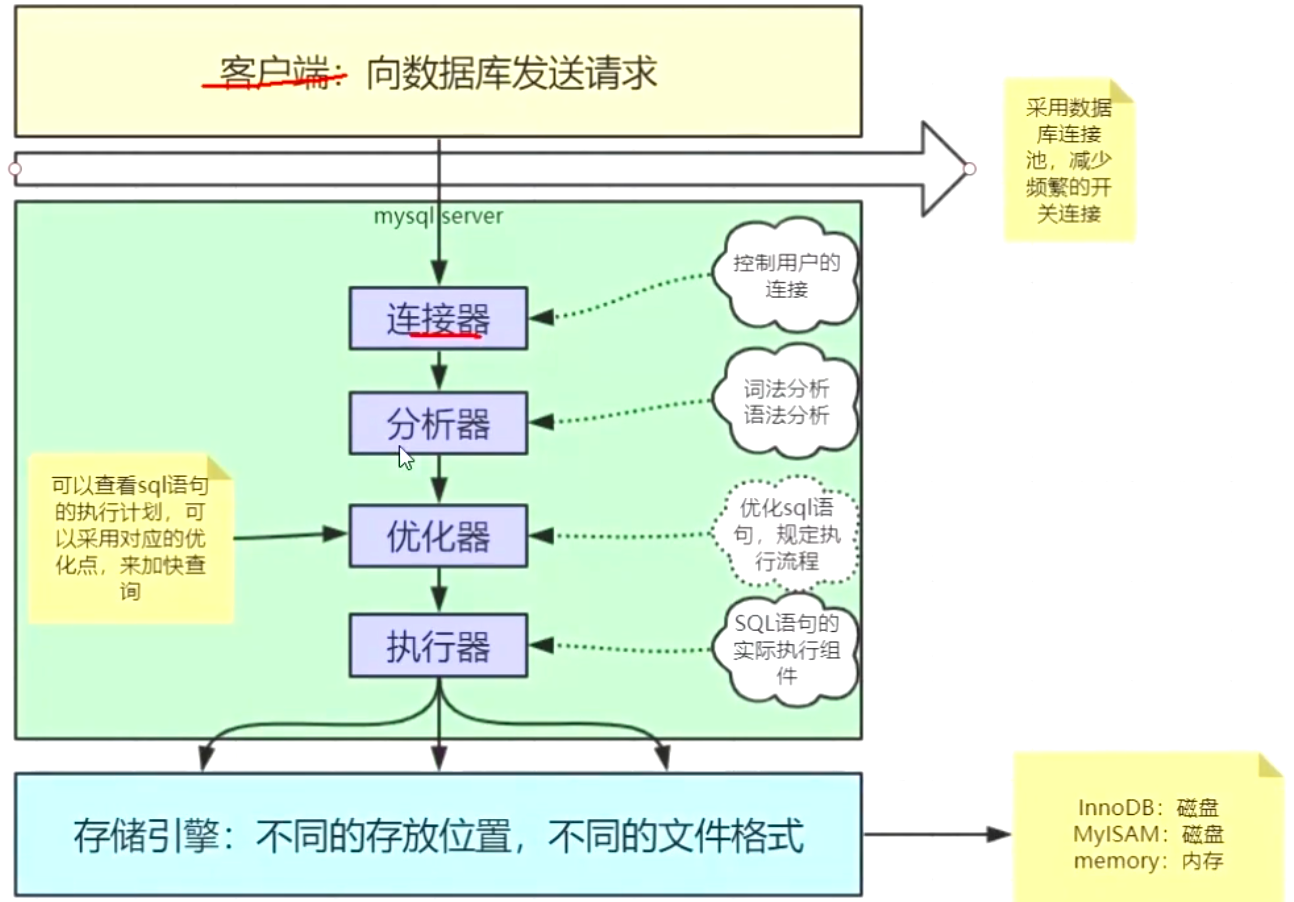 客户端：向数据库发送请求
采用数据
库连接
池，减少
频繁的开
关连接
mysql server
控制用户的
连接
连接器
词法分析
语法分析
分析器
可以查看sql语句
的执行计划，可
以采用对应的优
化点，来加快查
询
优化sql语
句，规定执
行流程
优化器
SQL语句的
实际执行组
件
执行器
存储引擎：不同的存放位置，不同的文件格式
InnoDB：磁盘
MyISAM：磁盘
memory：内存